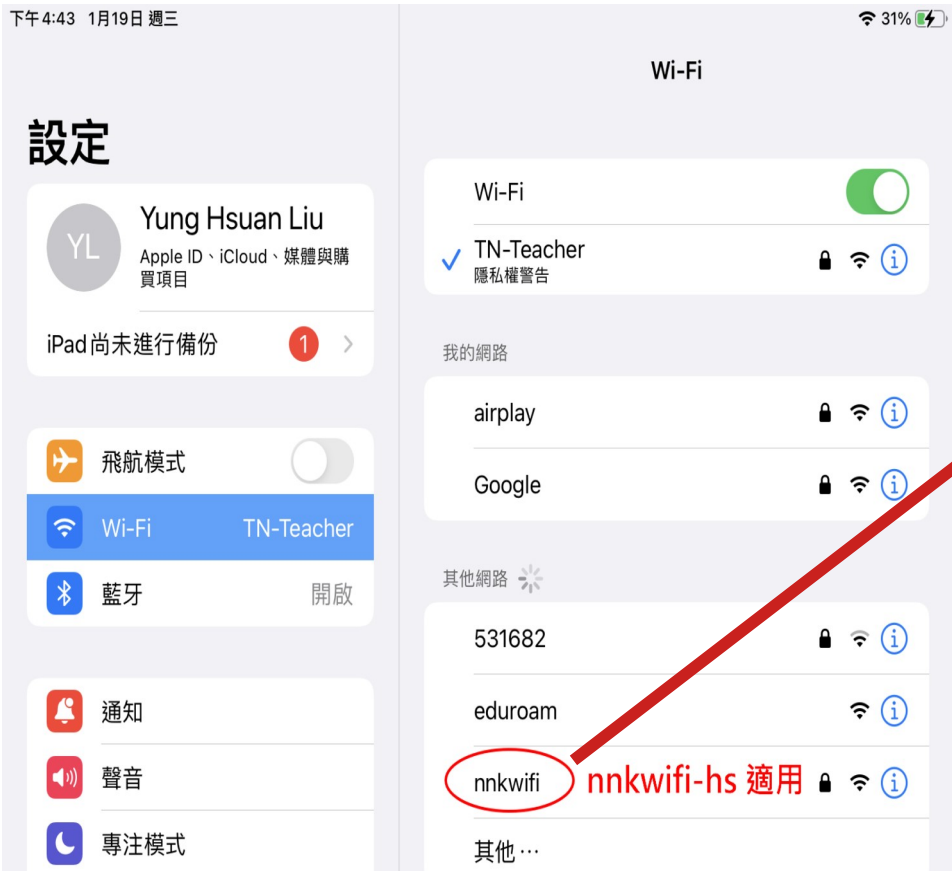 下午4:43 1月19日 週三
31%
設定
YL
Yung Hsuan Liu
Apple ID、iCloud、媒體與購
買項目
iPad尚未進行備份
1
飛航模式
Wi-Fi TN-Teacher
藍牙 開啟
通知
聲音
專注模式
Wi-Fi
Wi-Fi
TN-Teacher
隱私權警告
我的網路
airplay
Google
其他網路
531682
eduroam
nnkwifi nnkwifi-hs 適用
其他…